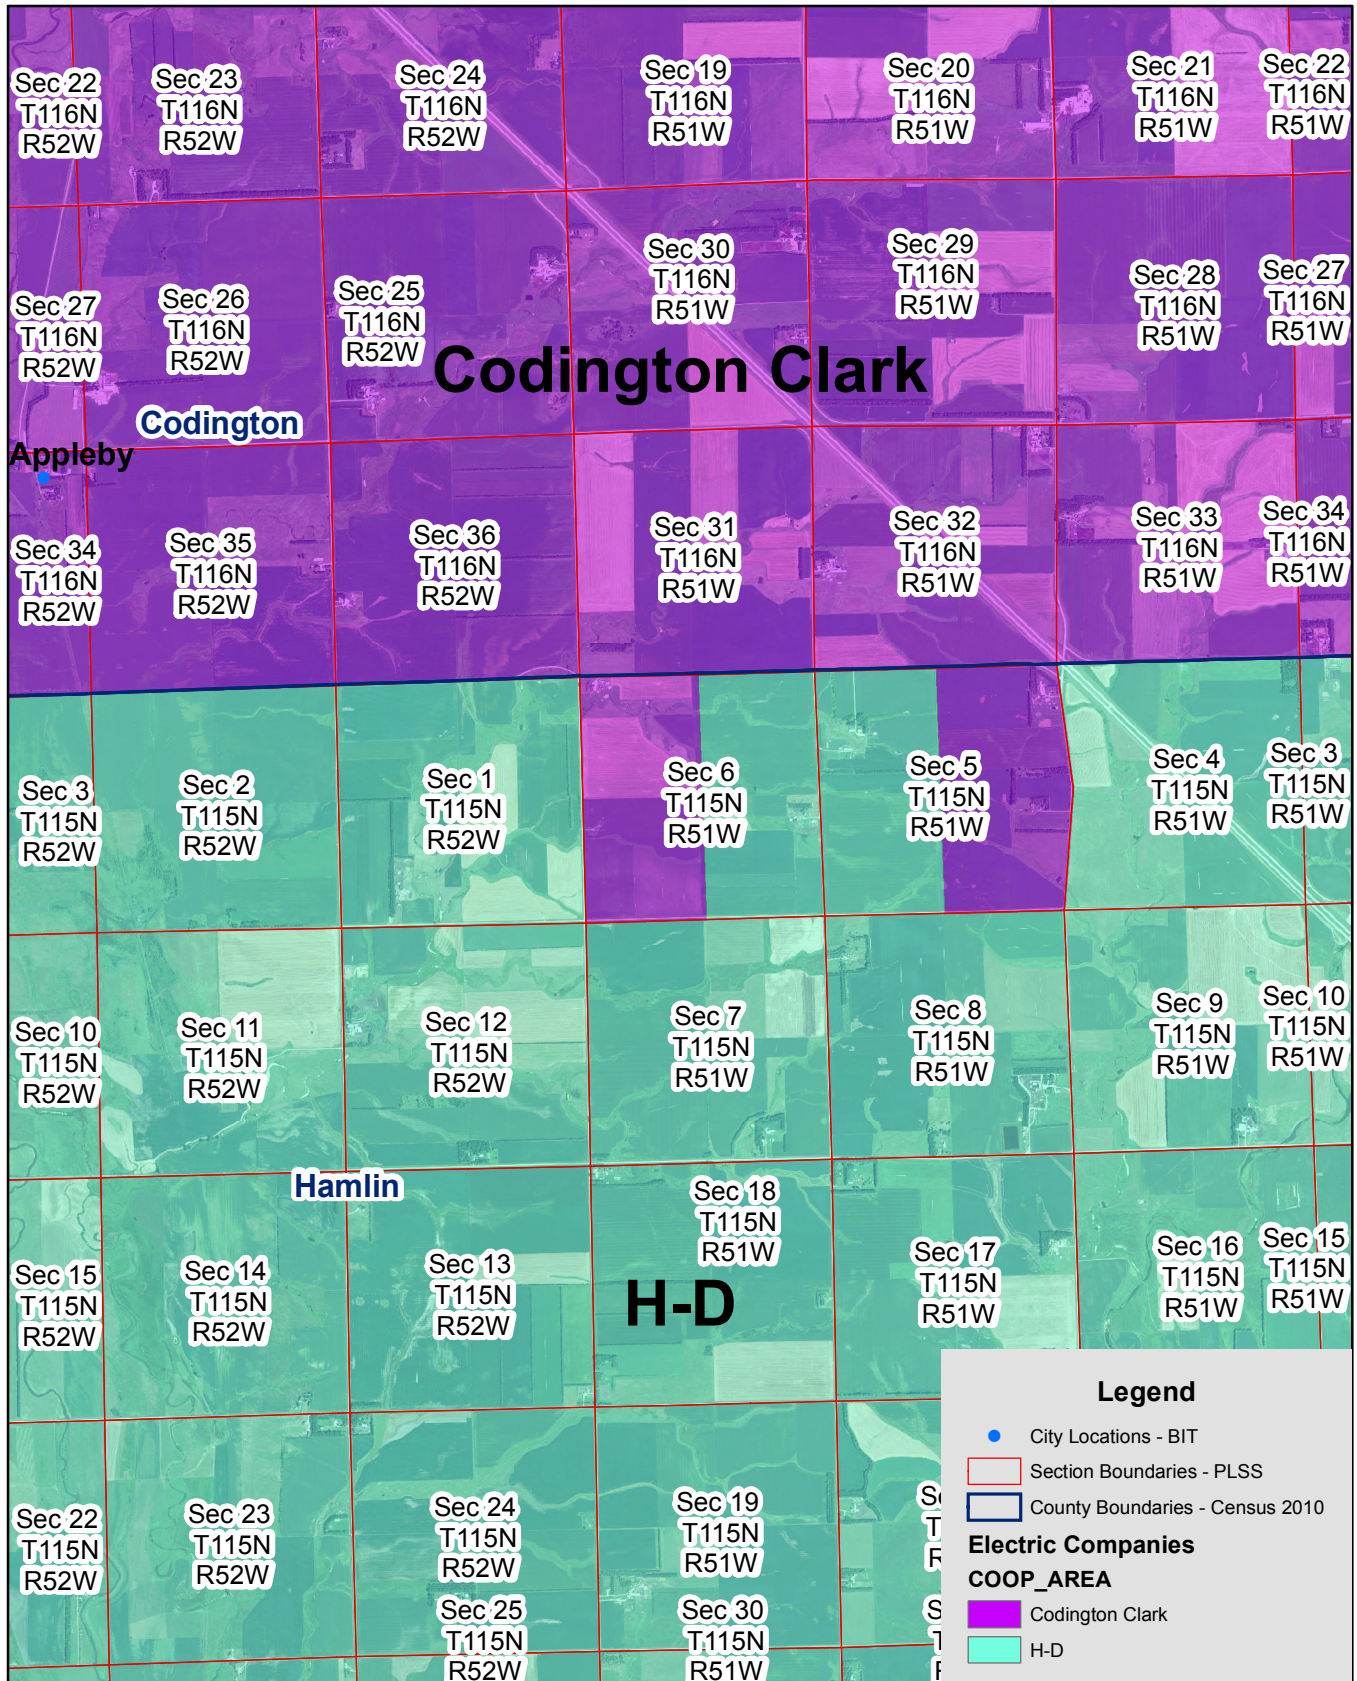 Sec 22
T116N
R52W
Sec 23
T116N
R52W
Sec 24
T116N
R52W
Sec 19
T116N
R51W
Sec 20
T116N
R51W
Sec 21
T116N
R51W
Sec 22
T116N
R51W
Sec 27
T116N
R52W
Sec 26
T116N
R52W
Sec 25
T116N
R52W
Sec 30
T116N
R51W
Sec 29
T116N
R51W
Sec 28
T116N
R51W
Sec 27
T116N
R51W
Codington Clark
Codington
Appleby
Sec 34
T116N
R52W
Sec 35
T116N
R52W
Sec 36
T116N
R52W
Sec 31
T116N
R51W
Sec 32
T116N
R51W
Sec 33
T116N
R51W
Sec 34
T116N
R51W
Sec 3
T115N
R52W
Sec 2
T115N
R52W
Sec 1
T115N
R52W
Sec 6
T115N
R51W
Sec 5
T115N
R51W
Sec 4
T115N
R51W
Sec 3
T115N
R51W
Sec 10
T115N
R52W
Sec 11
T115N
R52W
Sec 12
T115N
R52W
Sec 7
T115N
R51W
Sec 8
T115N
R51W
Sec 9
T115N
R51W
Sec 10
T115N
R51W
Hamlin
Sec 15
T115N
R52W
Sec 14
T115N
R52W
Sec 13
T115N
R52W
Sec 18
T115N
R51W
H-D
Sec 17
T115N
R51W
Sec 16
T115N
R51W
Sec 15
T115N
R51W
Sec 22
T115N
R52W
Sec 23
T115N
R52W
Sec 24
T115N
R52W
Sec 19
T115N
R51W
Sec 25
T115N
R52W
Sec 30
T115N
R51W
Legend
City Locations - BIT
Section Boundaries - PLSS
County Boundaries - Census 2010
Electric Companies
COOP_AREA
Codington Clark
H-D